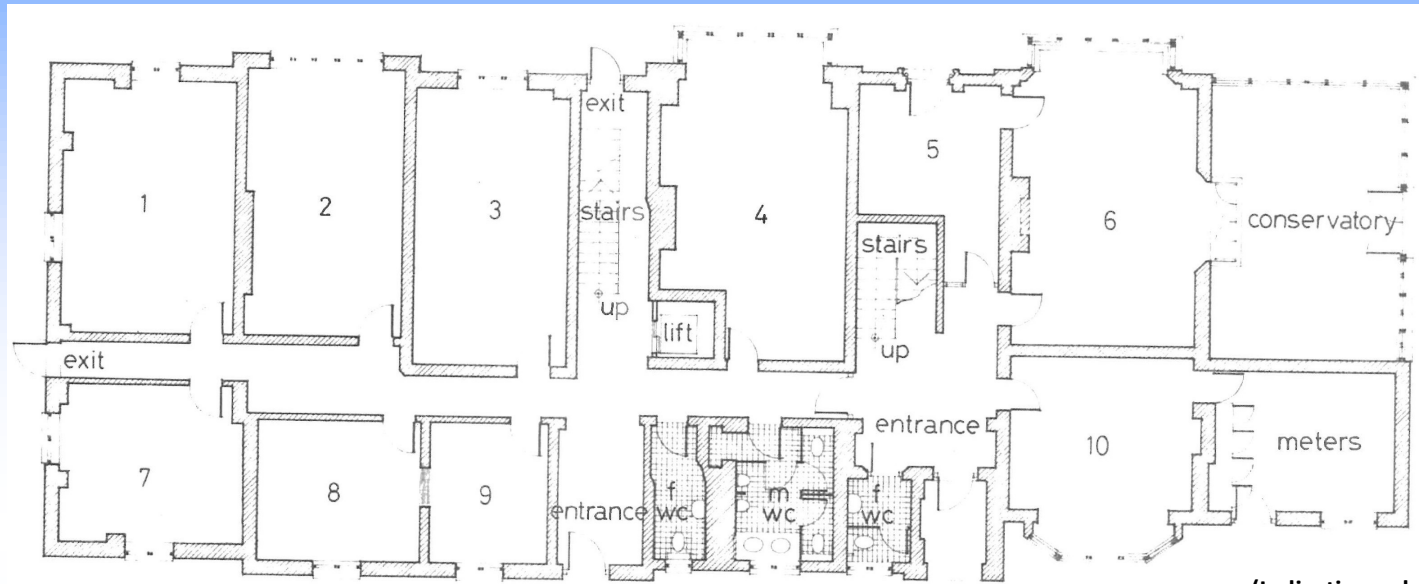 exit
5
1
2
3
stairs
4
6
conservatory
stairs
up
lift
up
exit
entrance
10
meters
7
8
9
entrance
f
wc
m
wc
f
wc